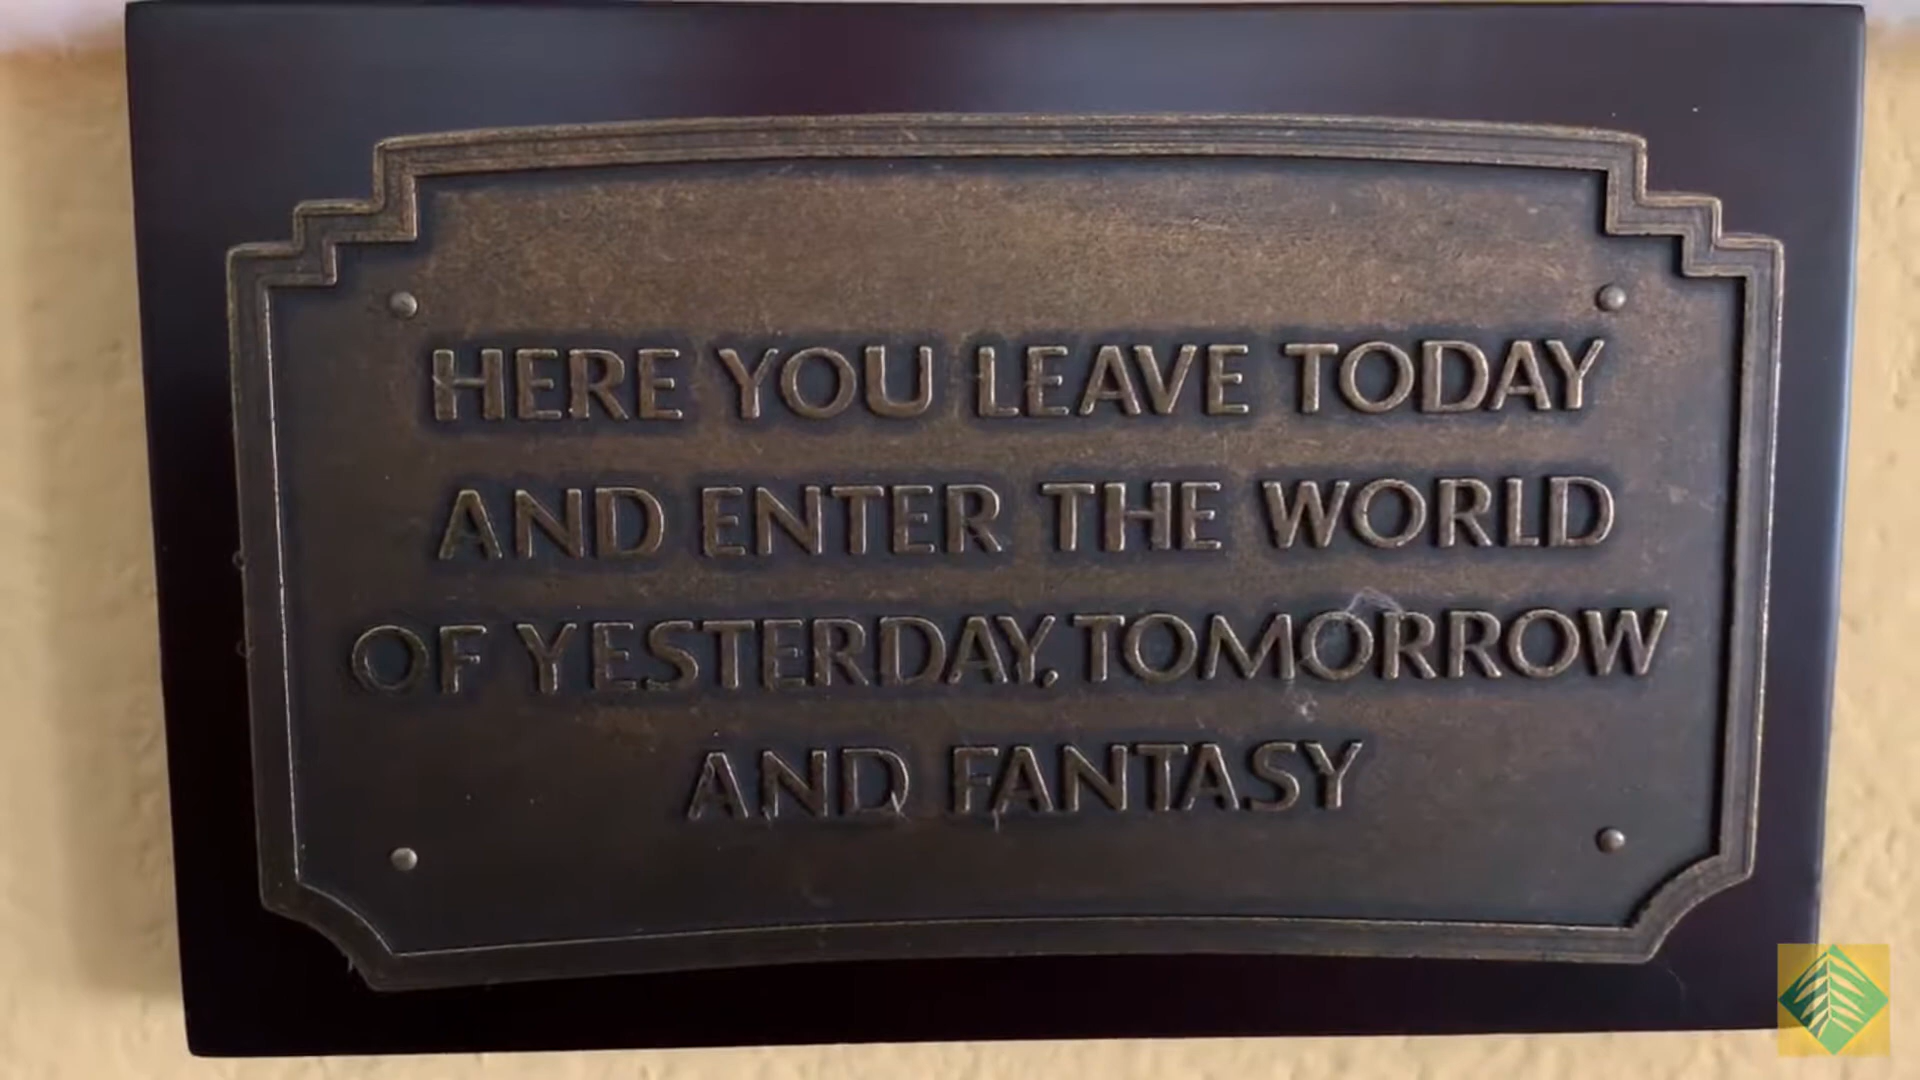 HERE YOU LEAVE TODAY
AND ENTER THE WORLD
OF YESTERDAY, TOMORROW
AND FANTASY